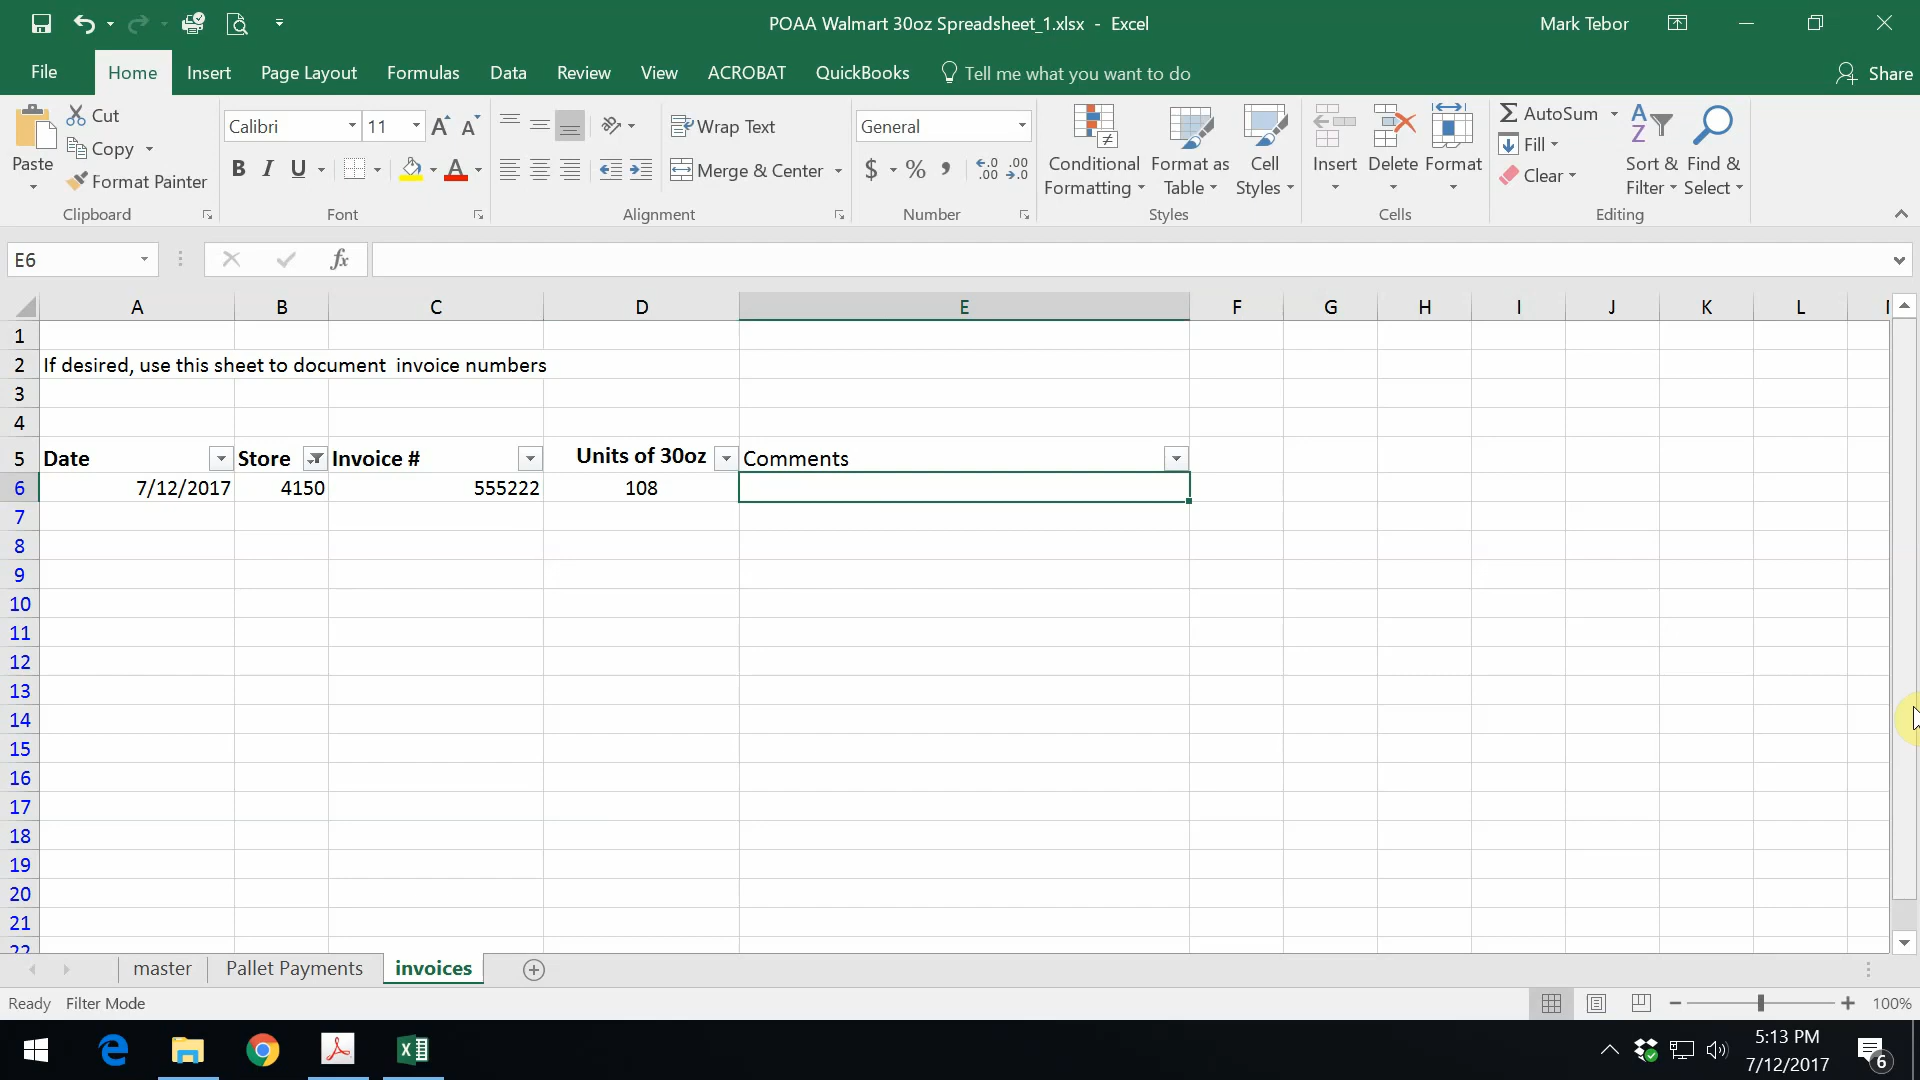 POAA Walmart 30oz Spreadsheet_1.xlsx - Excel
Mark Tebor
File Home Insert Page Layout Formulas Data Review View ACROBAT QuickBooks Tell me what you want to do Share
Paste Cut Copy Format Painter
Clipboard
Calibri 11
B I U A
Font
Wrap Text
Merge & Center
Alignment
General
$ % ,
Number
Conditional Formatting
Format as Table
Cell Styles
Styles
Insert Delete Format
Cells
AutoSum
Fill
Clear
Sort & Filter
Find & Select
Editing
E6 fx
A B C D E F G H I J K L
1
2 If desired, use this sheet to document invoice numbers
3
4
5 Date Store Invoice # Units of 30oz Comments
6 7/12/2017 4150 555222 108
7
8
9
10
11
12
13
14
15
16
17
18
19
20
21
22
master Pallet Payments invoices
Ready Filter Mode 100%
5:13 PM
7/12/2017
6